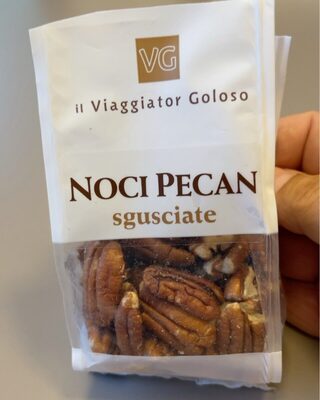 VG
il Viaggiator Goloso
NOCI PECAN
sgusciate